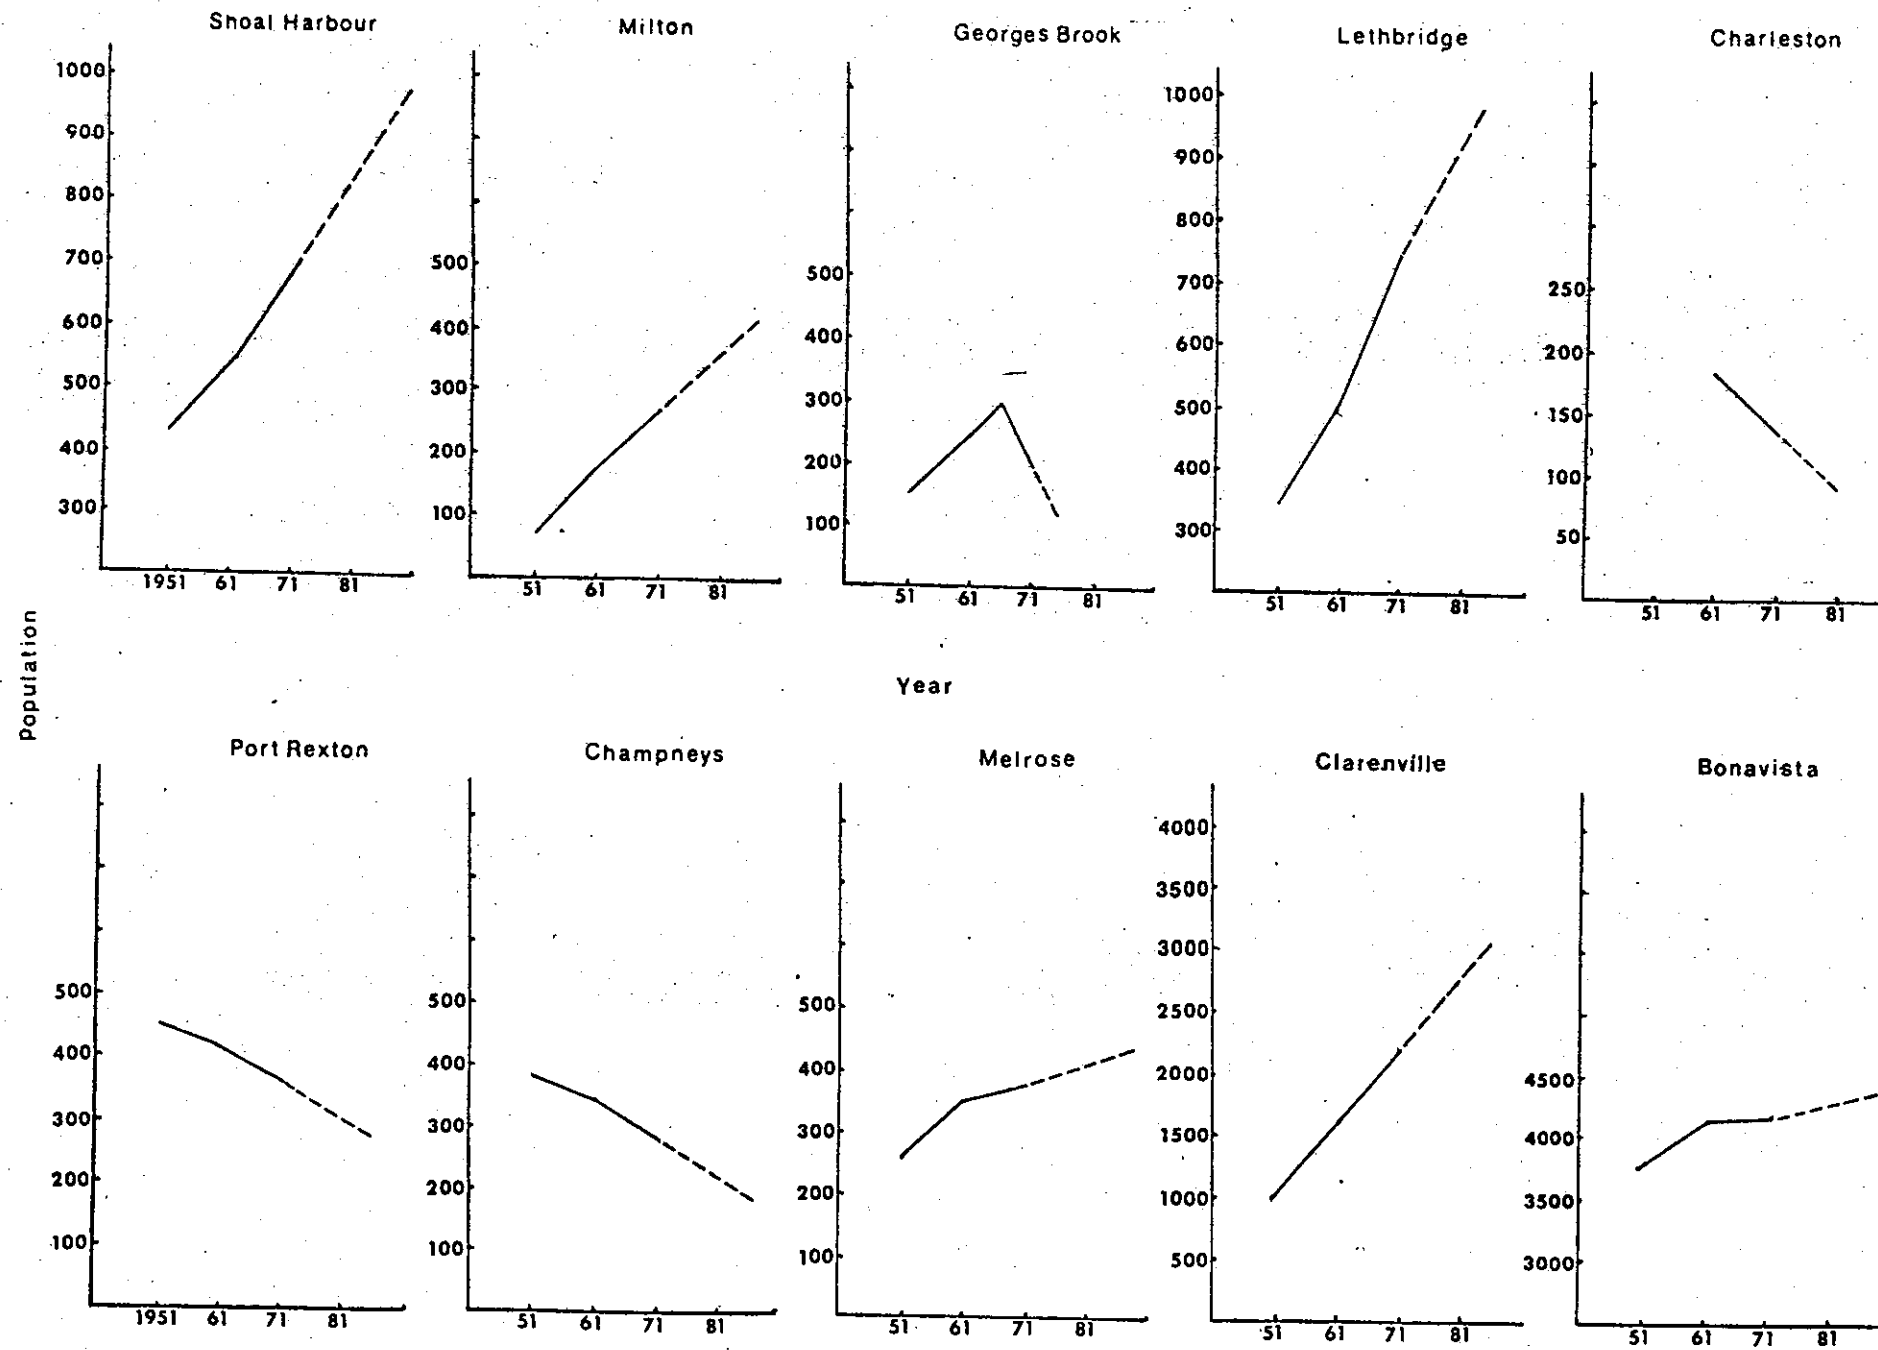 Shoal Harbour
1000
900
800
700
600
500
400
300
1951 61 71 81
Milton
500
400
300
200
100
51 61 71 81
Georges Brook
500
400
300
200
100
51 61 71 81
Lethbridge
1000
900
800
700
600
500
400
300
51 61 71 81
Charleston
250
200
150
100
50
51 61 71 81
Population
Year
Port Rexton
500
400
300
200
100
1951 61 71 81
Champneys
500
400
300
200
100
51 61 71 81
Melrose
500
400
300
200
100
51 61 71 81
Clarenville
4000
3500
3000
2500
2000
1500
1000
500
51 61 71 81
Bonavista
4500
4000
3500
3000
51 61 71 81